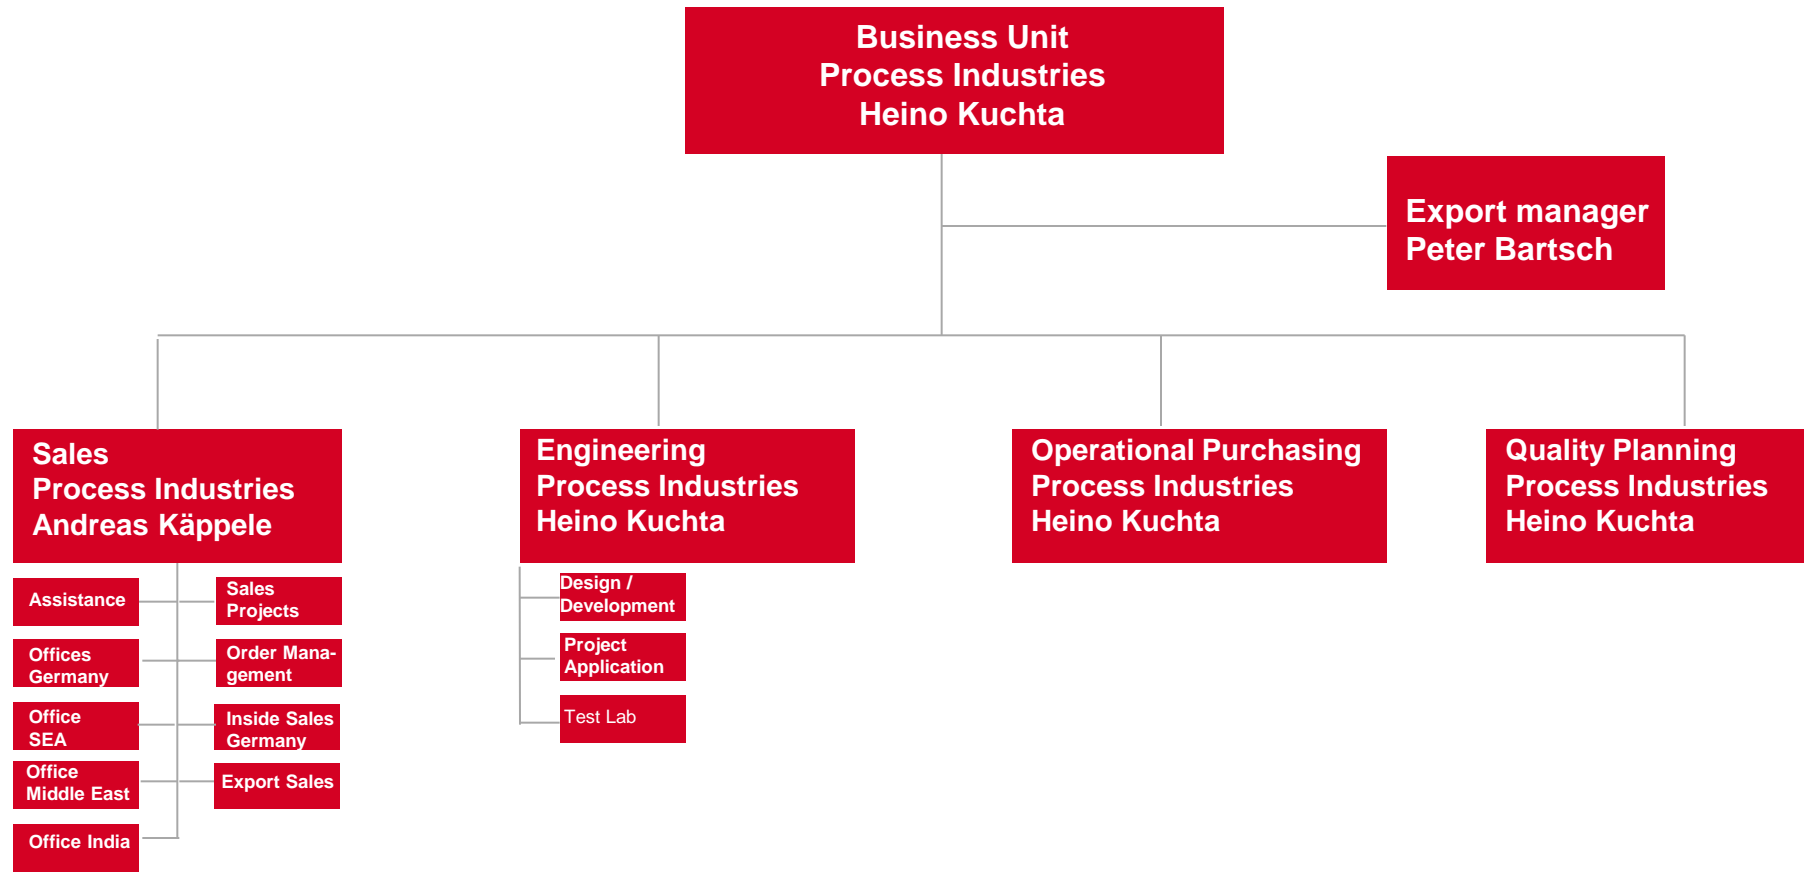 Business Unit
Process Industries
Heino Kuchta
Export manager
Peter Bartsch
Sales
Process Industries
Andreas Käppele
Engineering
Process Industries
Heino Kuchta
Operational Purchasing
Process Industries
Heino Kuchta
Quality Planning
Process Industries
Heino Kuchta
Assistance
Sales
Projects
Offices
Germany
Order Mana-
gement
Office
SEA
Inside Sales
Germany
Office
Middle East
Export Sales
Office India
Design /
Development
Project
Application
Test Lab